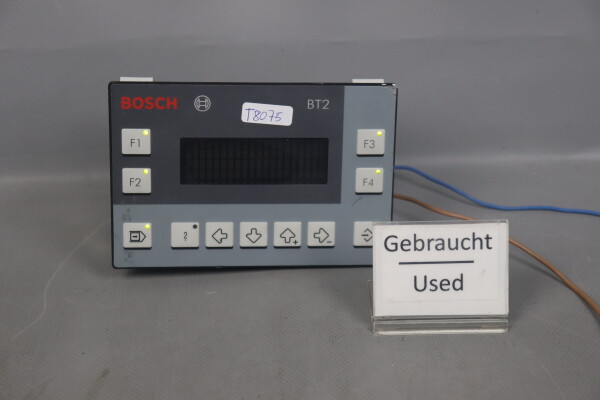 BOSCH
T8075
BT2
F1
F3
F2
F4
?
+
-
Gebraucht
Used